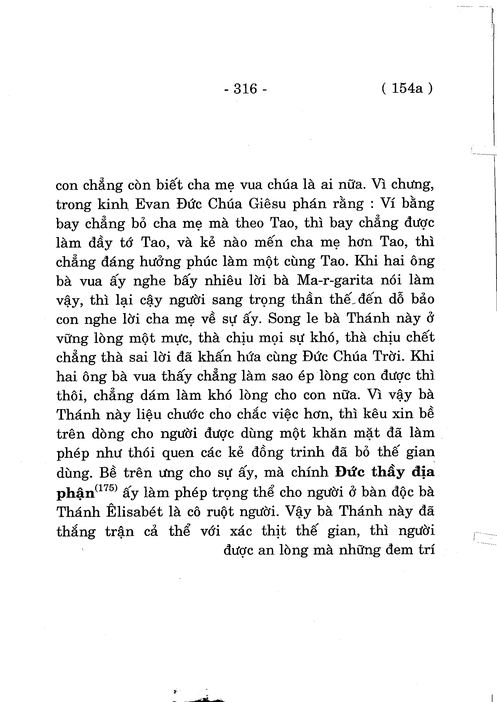 - 316 -
( 154a )
con chẳng còn biết cha mẹ vua chúa là ai nữa. Vì chưng,
trong kinh Evan Đức Chúa Giêsu phán rằng : Ví bằng
bay chẳng bỏ cha mẹ mà theo Tao, thì bay chẳng được
làm đầy tớ Tao, và kẻ nào mến cha mẹ hơn Tao, thì
chẳng đáng hưởng phúc làm một cùng Tao. Khi hai ông
bà vua ấy nghe bấy nhiêu lời bà Ma-r-garita nói làm
vậy, thì lại cậy người sang trọng thần thế đến dỗ bảo
con nghe lời cha mẹ về sự ấy. Song le bà Thánh này ở
vững lòng một mực, thà chịu mọi sự khó, thà chịu chết
chẳng thà sai lời đã khấn hứa cùng Đức Chúa Trời. Khi
hai ông bà vua thấy chẳng làm sao ép lòng con được thì
thôi, chẳng dám làm khó lòng cho con nữa. Vì vậy bà
Thánh này liệu chước cho chắc việc hơn, thì kêu xin bề
trên dòng cho người được dùng một khăn mặt đã làm
phép như thói quen các kẻ đồng trinh đã bỏ thế gian
dùng. Bề trên ưng cho sự ấy, mà chính Đức thầy địa
phận(175) ấy làm phép trọng thể cho người ở bàn độc bà
Thánh Êlisabét là cô ruột người. Vậy bà Thánh này đã
thắng trận cả thể với xác thịt thế gian, thì người
được an lòng mà những đem trí